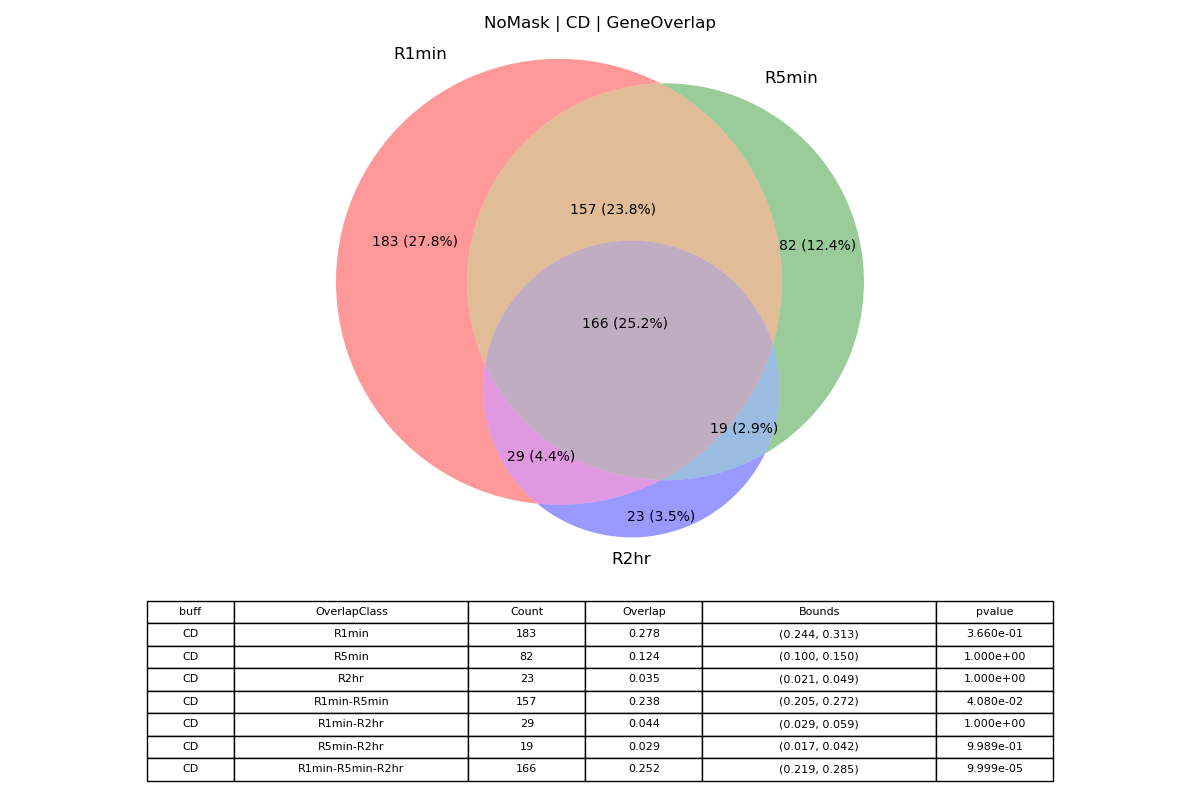 NoMask | CD | GeneOverlap
R1min
R5min
157 (23.8%)
183 (27.8%)
82 (12.4%)
166 (25.2%)
19 (2.9%)
29 (4.4%)
23 (3.5%)
R2hr
buff OverlapClass Count Overlap Bounds pvalue
CD R1min 183 0.278 (0.244, 0.313) 3.660e-01
CD R5min 82 0.124 (0.100, 0.150) 1.000e+00
CD R2hr 23 0.035 (0.021, 0.049) 1.000e+00
CD R1min-R5min 157 0.238 (0.205, 0.272) 4.080e-02
CD R1min-R2hr 29 0.044 (0.029, 0.059) 1.000e+00
CD R5min-R2hr 19 0.029 (0.017, 0.042) 9.989e-01
CD R1min-R5min-R2hr 166 0.252 (0.219, 0.285) 9.999e-05